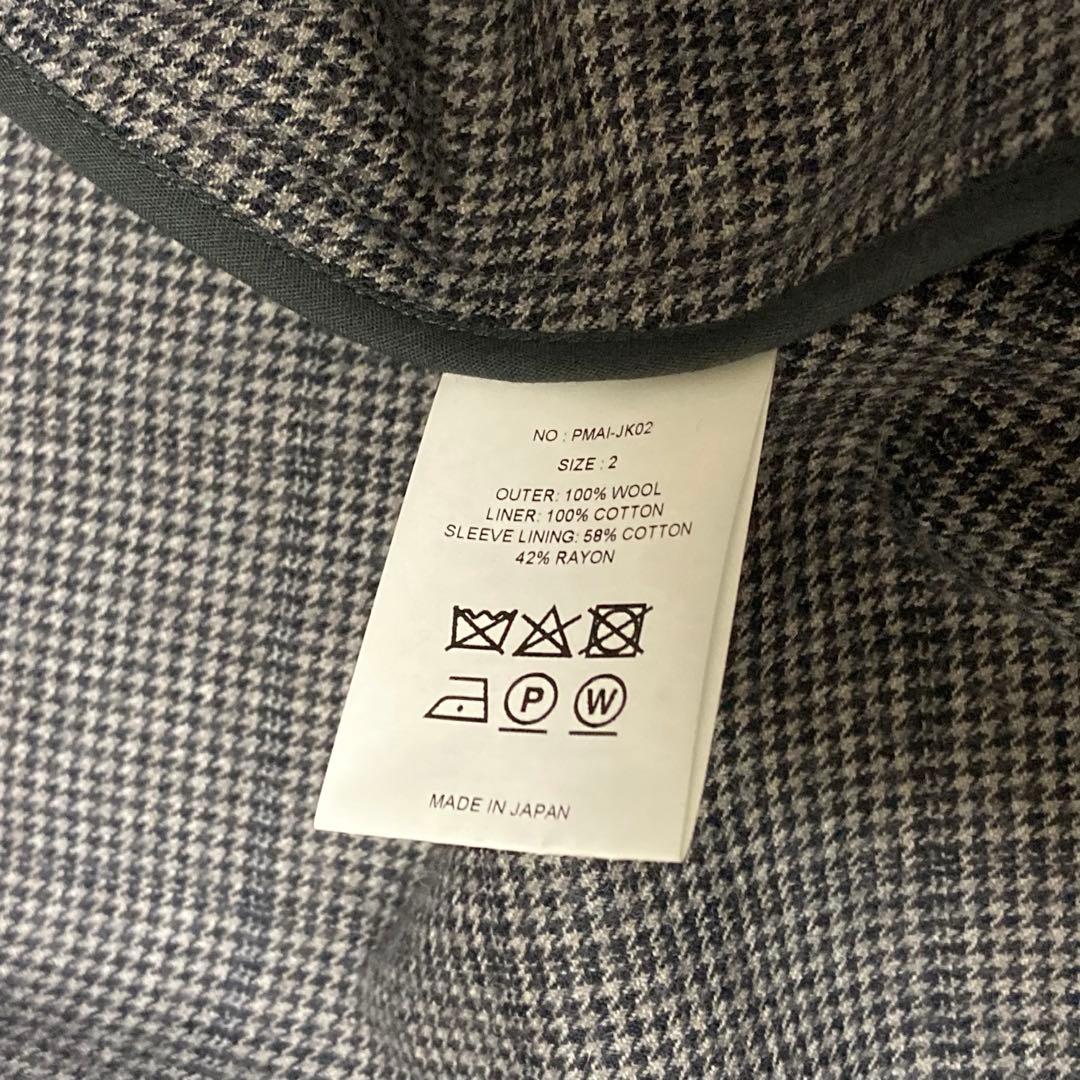 NO : PMAI-JK02
SIZE : 2
OUTER: 100% WOOL
LINER: 100% COTTON
SLEEVE LINING: 58% COTTON
42% RAYON
P W
MADE IN JAPAN